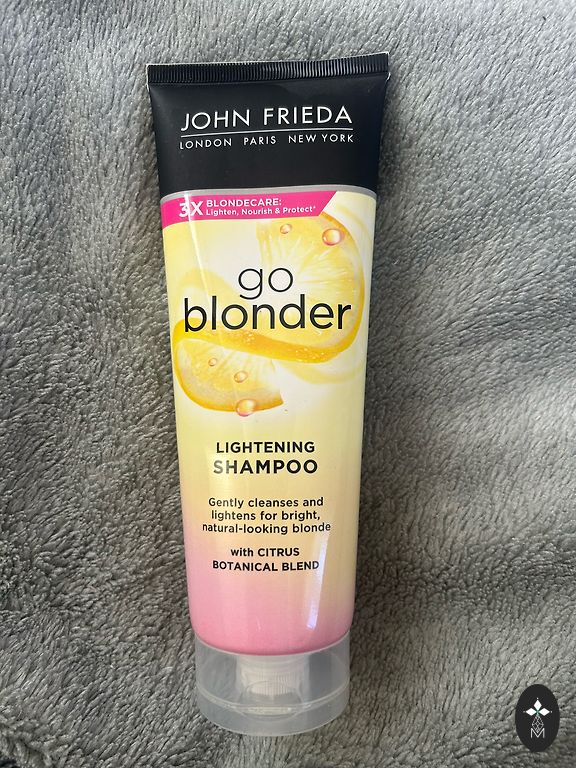 JOHN FRIEDA
LONDON PARIS NEW YORK
3X BLONDECARE:
Lighten, Nourish & Protect*
go
blonder
LIGHTENING
SHAMPOO
Gently cleanses and
lightens for bright,
natural-looking blonde
with CITRUS
BOTANICAL BLEND
M